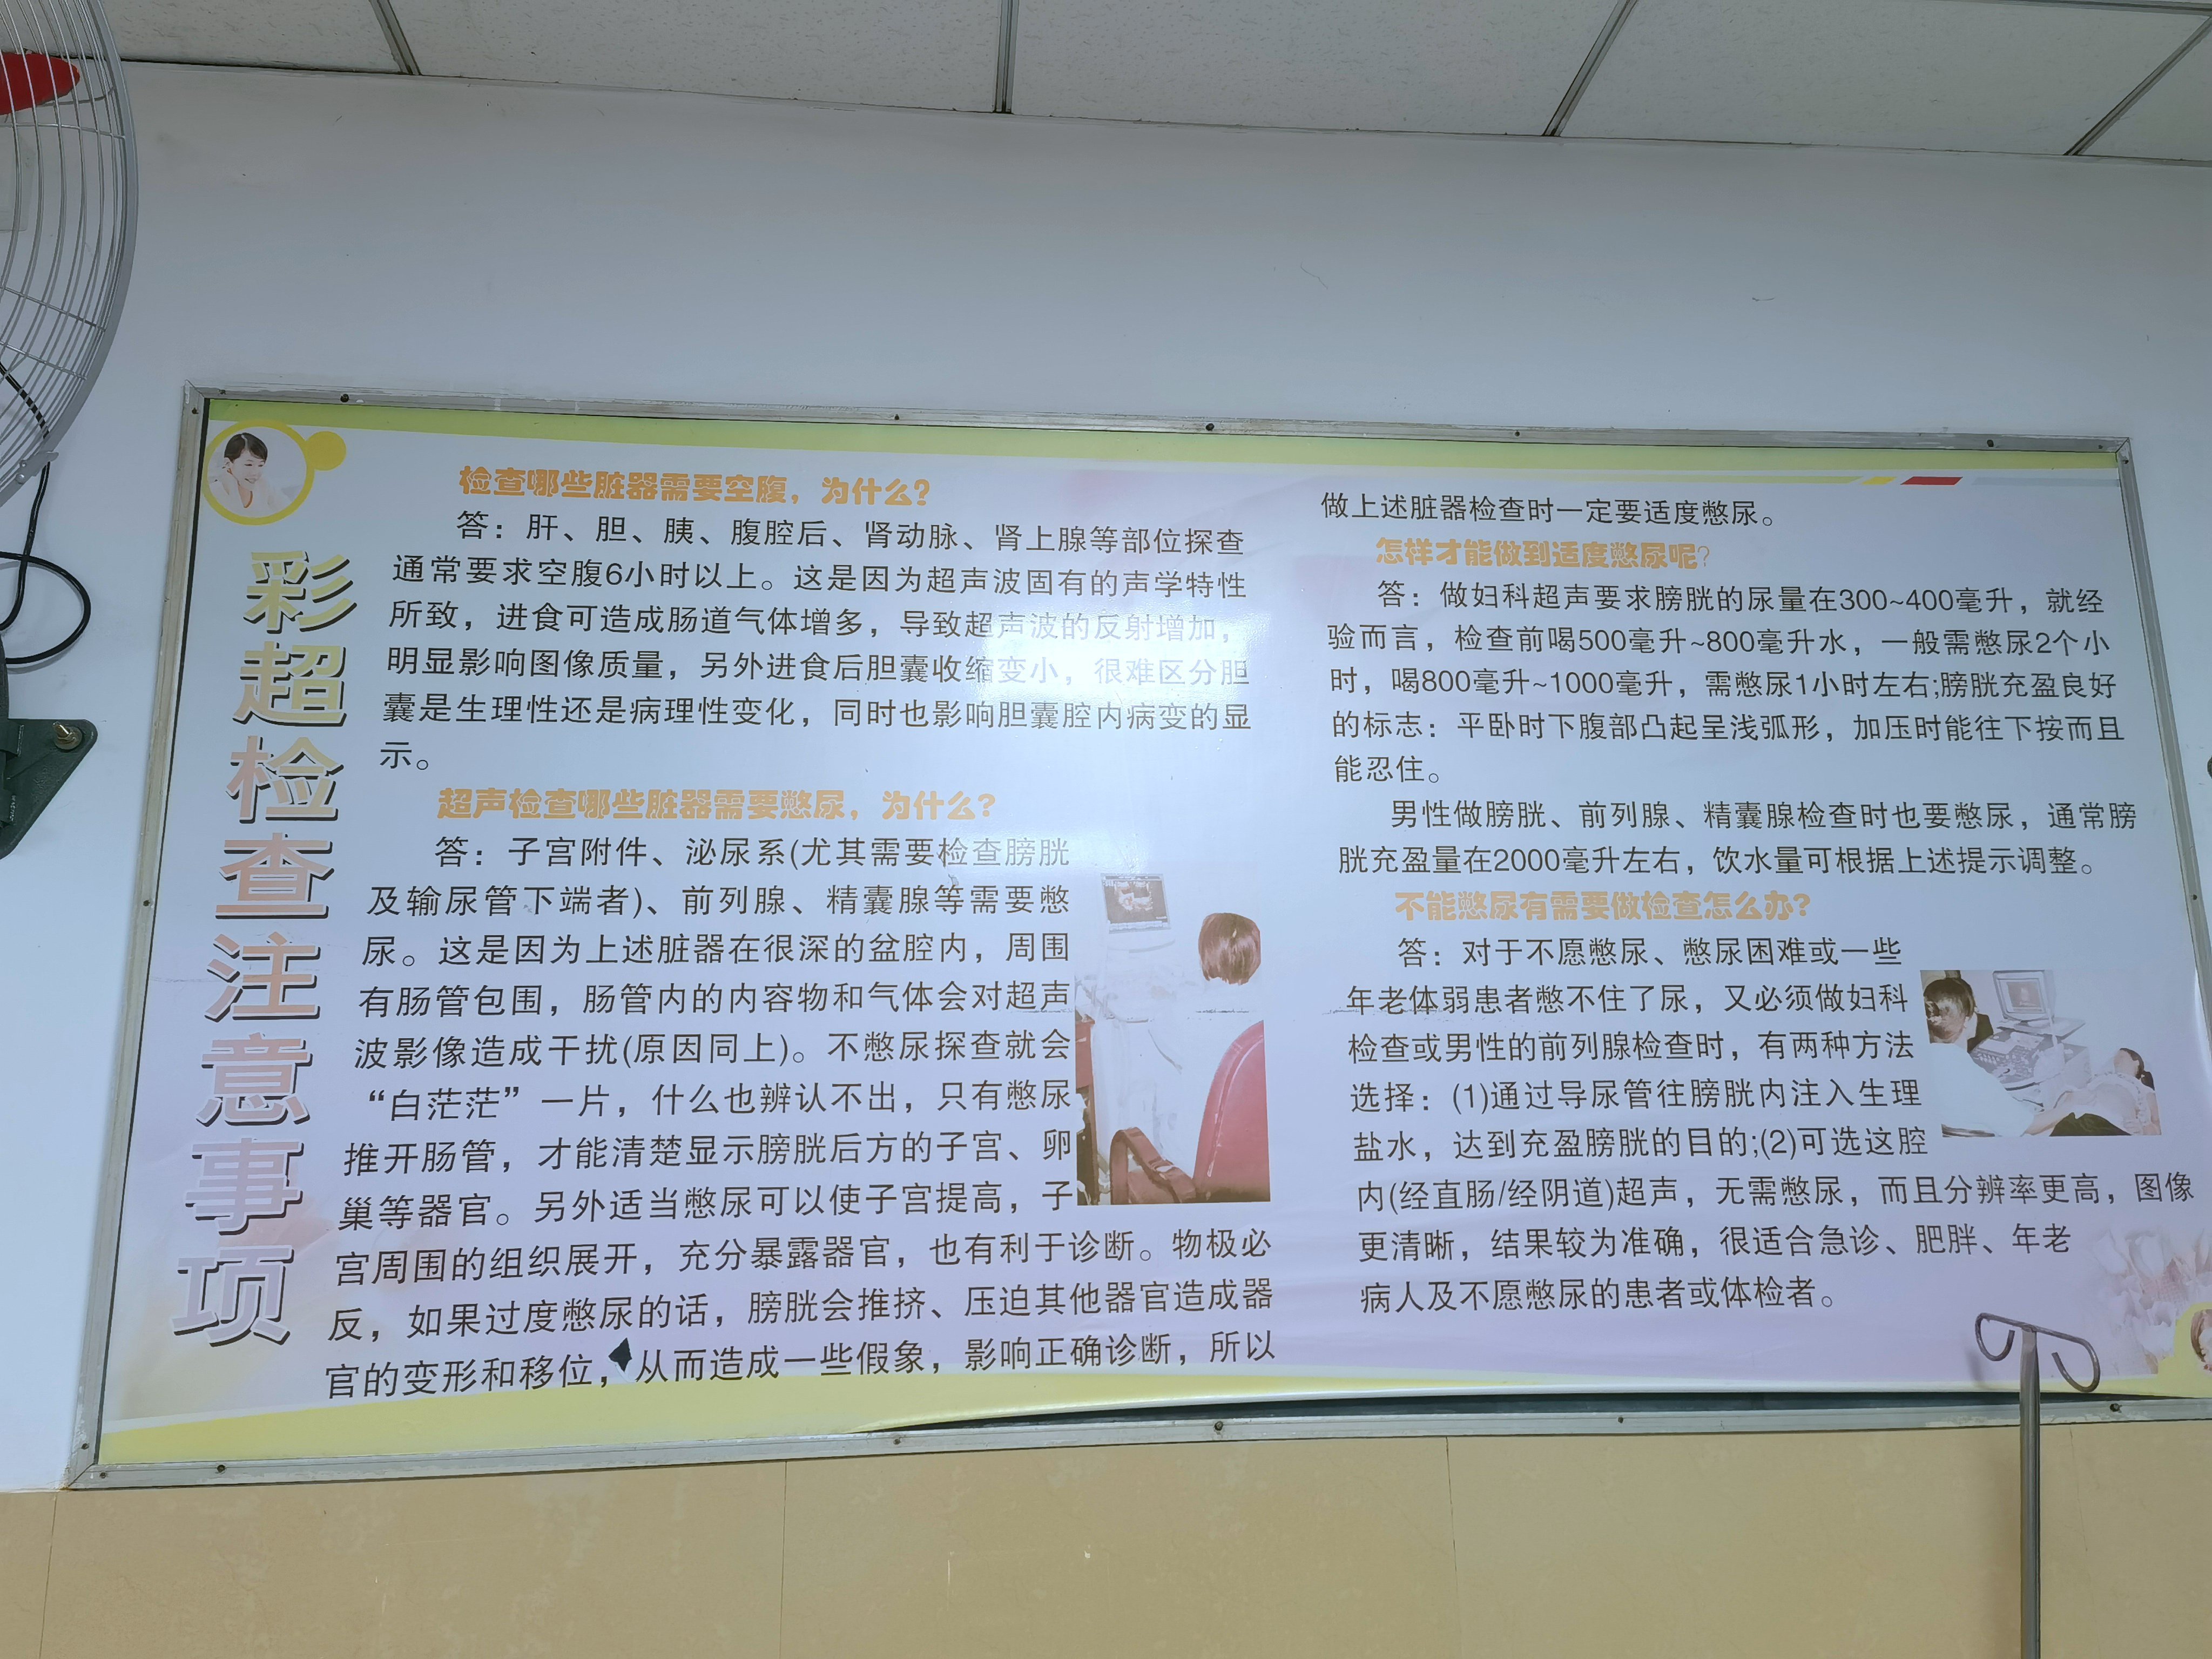 彩超检查注意事项
检查哪些脏器需要空腹，为什么？
答：肝、胆、胰、腹腔后、肾动脉、肾上腺等部位探查
通常要求空腹6小时以上。这是因为超声波固有的声学特性
所致，进食可造成肠道气体增多，导致超声波的反射增加，
明显影响图像质量，另外进食后胆囊收缩变小，很难区分胆
囊是生理性还是病理性变化，同时也影响胆囊腔内病变的显
示。
超声检查哪些脏器需要憋尿，为什么？
答：子宫附件、泌尿系(尤其需要检查膀胱
及输尿管下端者)、前列腺、精囊腺等需要憋
尿。这是因为上述脏器在很深的盆腔内，周围
有肠管包围，肠管内的内容物和气体会对超声
波影像造成干扰(原因同上)。不憋尿探查就会
“白茫茫”一片，什么也辨认不出，只有憋尿
推开肠管，才能清楚显示膀胱后方的子宫、卵
巢等器官。另外适当憋尿可以使子宫提高，子
宫周围的组织展开，充分暴露器官，也有利于诊断。物极必
反，如果过度憋尿的话，膀胱会推挤、压迫其他器官造成器
官的变形和移位，从而造成一些假象，影响正确诊断，所以
做上述脏器检查时一定要适度憋尿。
怎样才能做到适度憋尿呢？
答：做妇科超声要求膀胱的尿量在300~400毫升，就经
验而言，检查前喝500毫升~800毫升水，一般需憋尿2个小
时，喝800毫升~1000毫升，需憋尿1小时左右;膀胱充盈良好
的标志：平卧时下腹部凸起呈浅弧形，加压时能往下按而且
能忍住。
男性做膀胱、前列腺、精囊腺检查时也要憋尿，通常膀
胱充盈量在2000毫升左右，饮水量可根据上述提示调整。
不能憋尿有需要做检查怎么办？
答：对于不愿憋尿、憋尿困难或一些
年老体弱患者憋不住了尿，又必须做妇科
检查或男性的前列腺检查时，有两种方法
选择：(1)通过导尿管往膀胱内注入生理
盐水，达到充盈膀胱的目的;(2)可选这腔
内(经直肠/经阴道)超声，无需憋尿，而且分辨率更高，图像
更清晰，结果较为准确，很适合急诊、肥胖、年老
病人及不愿憋尿的患者或体检者。